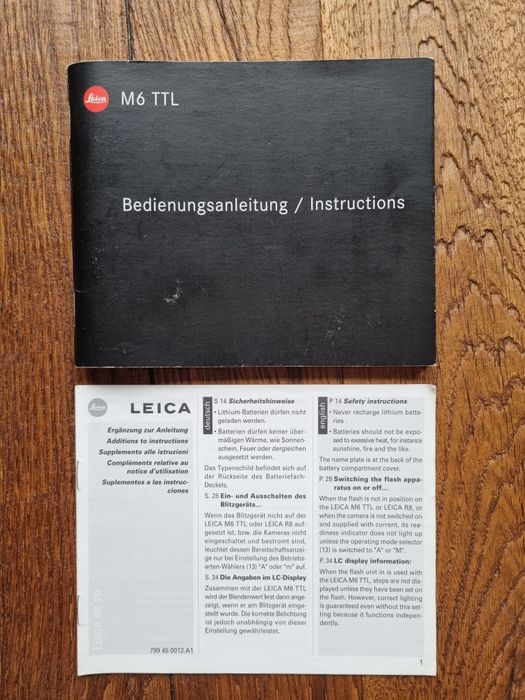 Leica
M6 TTL
Bedienungsanleitung / Instructions
LEICA
Ergänzung zur Anleitung
Additions to instructions
Supplemento alle istruzioni
Compléments relative au
notice d'utilisation
Suplementos a las instruc-
ciones
799 45 0012.A1
deutsch
S 14 Sicherheitshinweise
· Lithium-Batterien dürfen nicht
geladen werden.
· Batterien dürfen keiner über-
mäßigen Wärme, wie Sonnen-
schein, Feuer oder dergleichen
ausgesetzt werden.
Das Typenschild befindet sich auf
der Rückseite des Batteriefach-
Deckels.
S. 28 Ein- und Ausschalten des
Blitzgeräts...
Wenn das Blitzgerät nicht auf der
LEICA M6 TTL oder LEICA R8 auf-
gesetzt ist, bzw. die Kameras nicht
eingeschaltet und bestromt sind,
leuchtet dessen Bereitschaftsanzei-
ge nur bei Einstellung des Betriebs-
arten-Wählers (13) "A" oder "m" auf.
S. 34 Die Angaben im LC-Display
Zusammen mit der LEICA M6 TTL
wird der Blendenwert lirst dann ange-
zeigt, wenn er am Blitzgerät einge-
stellt wurde. Die korrekte Belichtung
ist jedoch unabhängig von dieser
Einstellung gewährleistet.
english
P 14 Safety instructions
· Never recharge lithium batte-
ries .
· Batteries should not be expo-
sed to exessive heat, for instance
sunshine, fire and the like.
The name plate is at the back of the
battery compartment cover.
P. 28 Switching the flash appa-
ratus on or off...
When the flash is not in position on
the LEICA M6 TTL or LEICA R8, or
when the camera is not switched on
and supplied with current, its rea-
diness indicator does not light up
unless the operating mode selector
(13) is switched to "A" or "M".
P. 34 LC display information:
When the flash unit is in used with
the LEICA M6 TTL, stops are not dis-
played unless they have been set on
the flash. However, correct lighting
is guaranteed even without this set-
ting because it functions indepen-
dently.
1